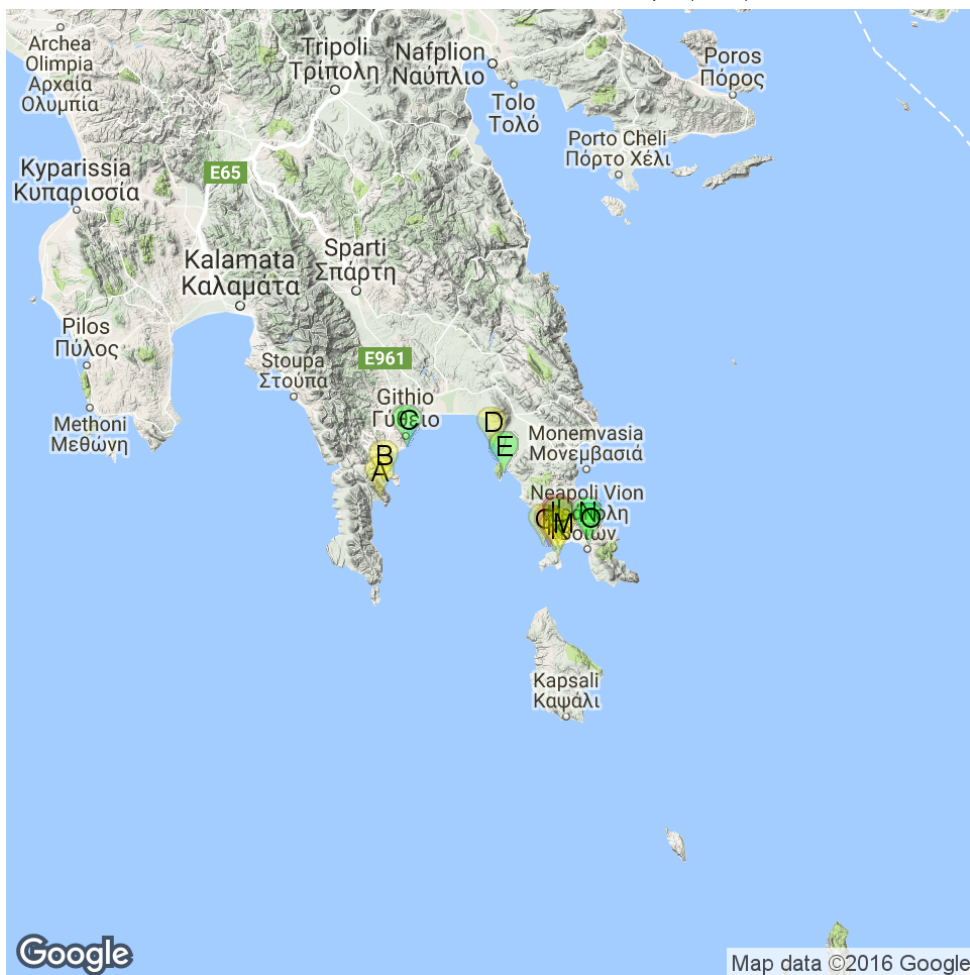 Archea
Olimpia
Αρχαία
Ολυμπία
Tripoli
Τρίπολη
Nafplion
Ναύπλιο
Tolo
Τολό
Poros
Πόρος
Porto Cheli
Πόρτο Χέλι
Kyparissia
Κυπαρισσία
E65
Kalamata
Καλαμάτα
Sparti
Σπάρτη
Pilos
Πύλος
Stoupa
Στούπα
E961
Githio
C
D
Methoni
Μεθώνη
B
A
E
Monemvasia
Μονεμβασιά
Neapoli Vion
M
O
Kapsali
Καψάλι
Google
Map data ©2016 Google